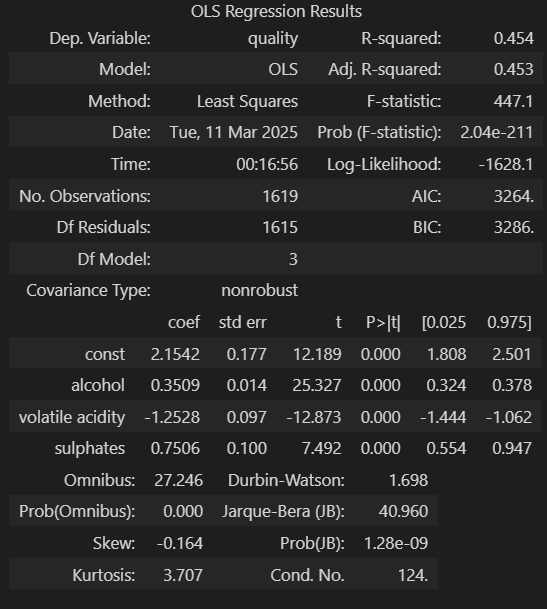 OLS Regression Results
Dep. Variable: quality R-squared: 0.454
Model: OLS Adj. R-squared: 0.453
Method: Least Squares F-statistic: 447.1
Date: Tue, 11 Mar 2025 Prob (F-statistic): 2.04e-211
Time: 00:16:56 Log-Likelihood: -1628.1
No. Observations: 1619 AIC: 3264.
Df Residuals: 1615 BIC: 3286.
Df Model: 3
Covariance Type: nonrobust
coef std err t P>|t| [0.025 0.975]
const 2.1542 0.177 12.189 0.000 1.808 2.501
alcohol 0.3509 0.014 25.327 0.000 0.324 0.378
volatile acidity -1.2528 0.097 -12.873 0.000 -1.444 -1.062
sulphates 0.7506 0.100 7.492 0.000 0.554 0.947
Omnibus: 27.246 Durbin-Watson: 1.698
Prob(Omnibus): 0.000 Jarque-Bera (JB): 40.960
Skew: -0.164 Prob(JB): 1.28e-09
Kurtosis: 3.707 Cond. No. 124.